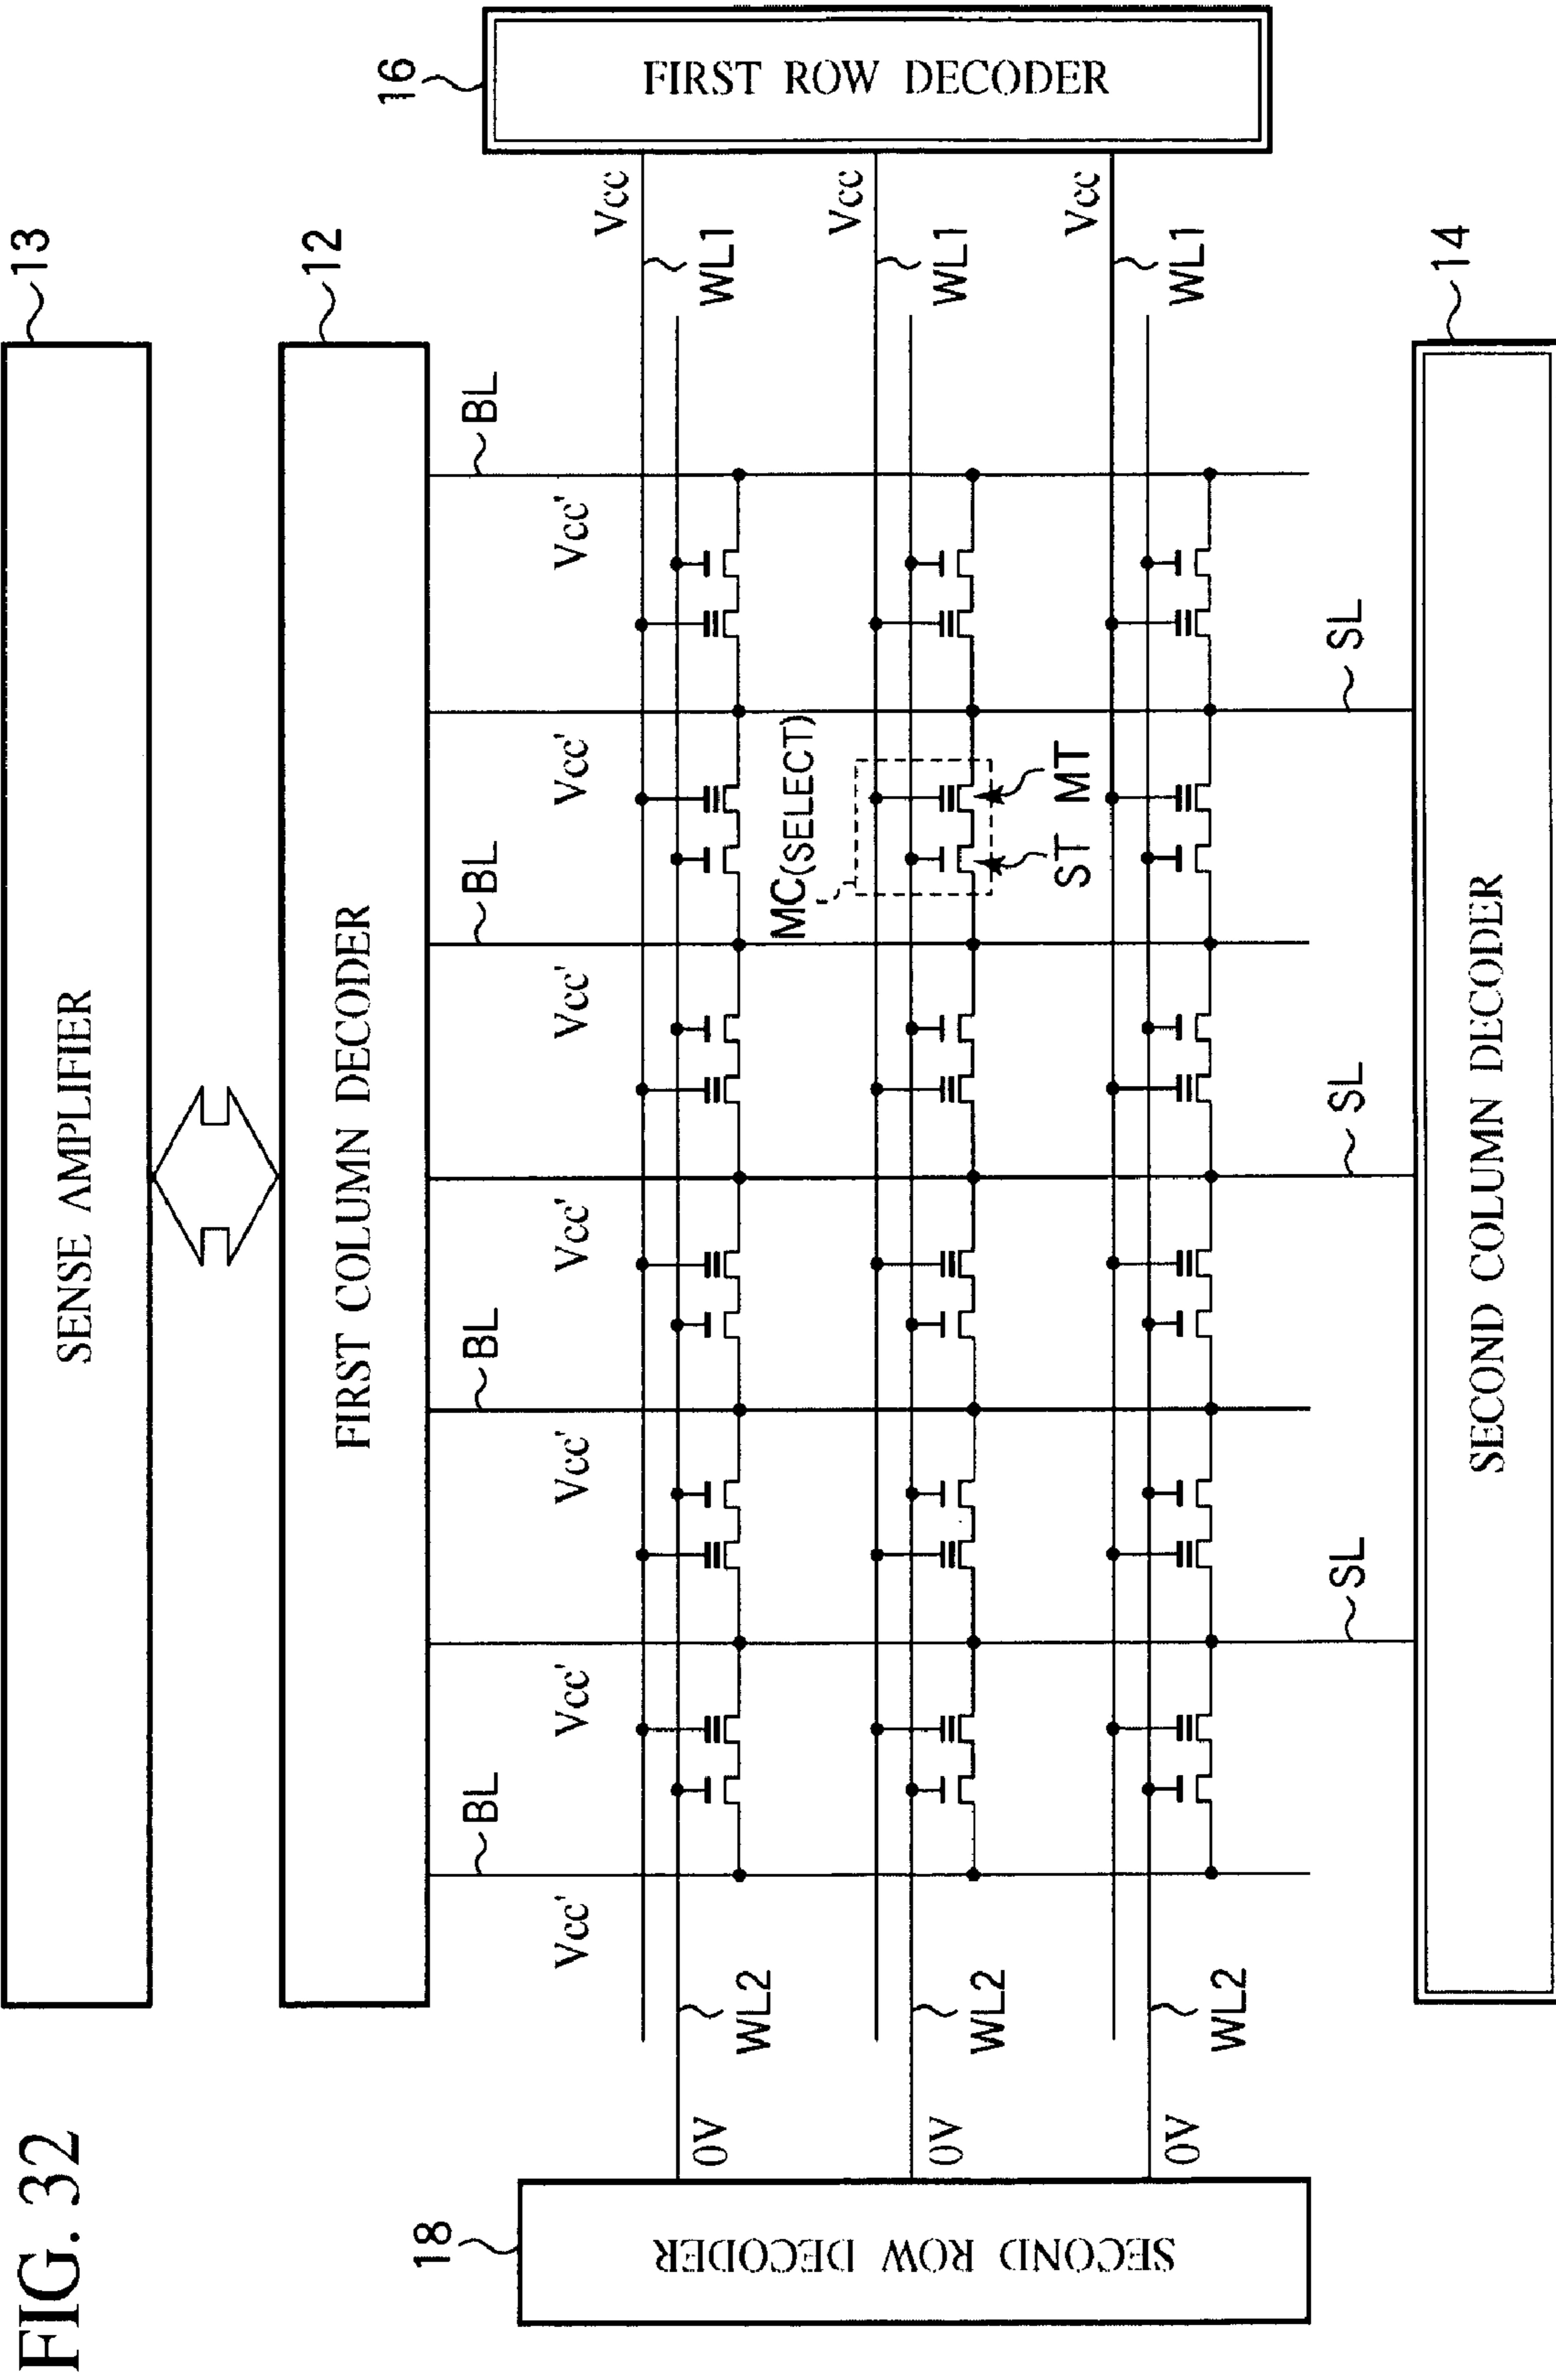 FIG. 32
13
SENSE AMPLIFIER
12
FIRST COLUMN DECODER
16
18
BL
BL
BL
BL
Vcc'
Vcc'
Vcc'
Vcc'
Vcc'
Vcc'
Vcc'
Vcc
0V
WL2
WL1
MC(SELECT)
Vcc
SECOND ROW DECODER
FIRST ROW DECODER
0V
WL2
WL1
ST MT
Vcc
0V
WL2
WL1
SL
SL
SL
14
SECOND COLUMN DECODER